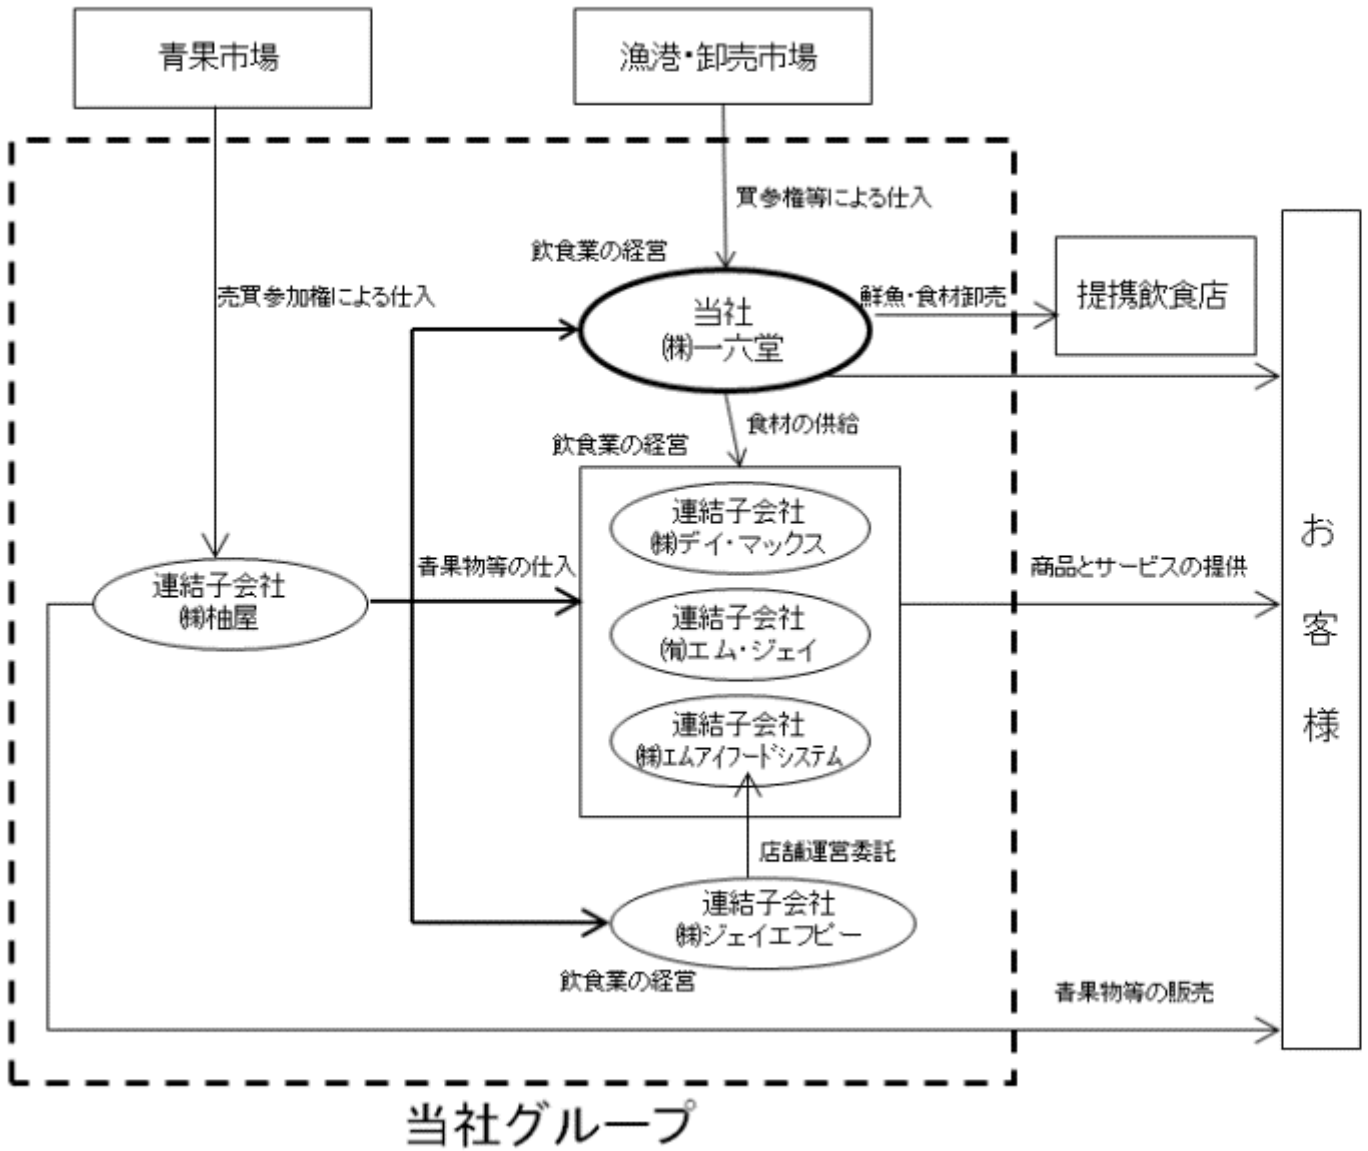 青果市場
漁港・卸売市場
買参権等による仕入
飲食業の経営
売買参加権による仕入
当社
㈱一六堂
鮮魚・食材卸売
提携飲食店
食材の供給
飲食業の経営
連結子会社
㈱デイ・マックス
青果物等の仕入
連結子会社
㈱柚屋
連結子会社
㈲エム・ジェイ
連結子会社
㈱エムアイフードシステム
商品とサービスの提供
お客様
店舗運営委託
連結子会社
㈱ジェイエフピー
飲食業の経営
青果物等の販売
当社グループ